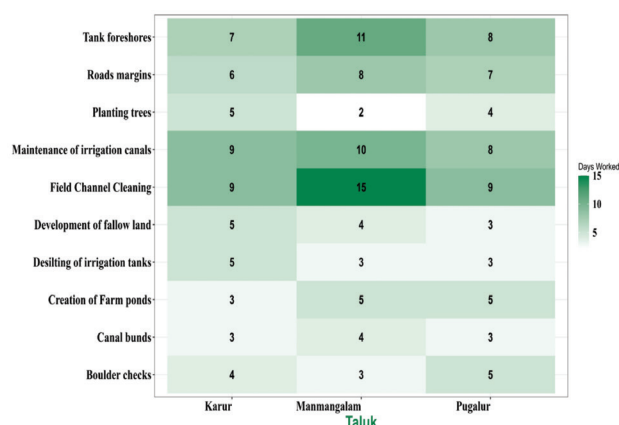 Tank foreshores 7 11 8
Roads margins 6 8 7
Planting trees 5 2 4
Maintenance of irrigation canals 9 10 8
Field Channel Cleaning 9 15 9
Development of fallow land 5 4 3
Desilting of irrigation tanks 5 3 3
Creation of Farm ponds 3 5 5
Canal bunds 3 4 3
Boulder checks 4 3 5
Karur Manmangalam Pugalur
Taluk
Days Worked
15
10
5